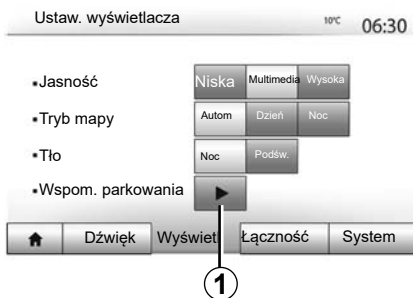 Ustaw. wyświetlacza 10°C 06:30
▪Jasność Niska Multimedia Wysoka
▪Tryb mapy Autom Dzień Noc
▪Tło Noc Podśw.
▪Wspom. parkowania
Dźwięk Wyświetl Łączność System
1